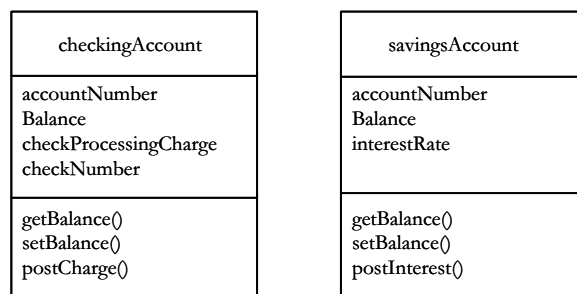 checkingAccount
accountNumber
Balance
checkProcessingCharge
checkNumber
getBalance()
setBalance()
postCharge()
savingsAccount
accountNumber
Balance
interestRate
getBalance()
setBalance()
postInterest()